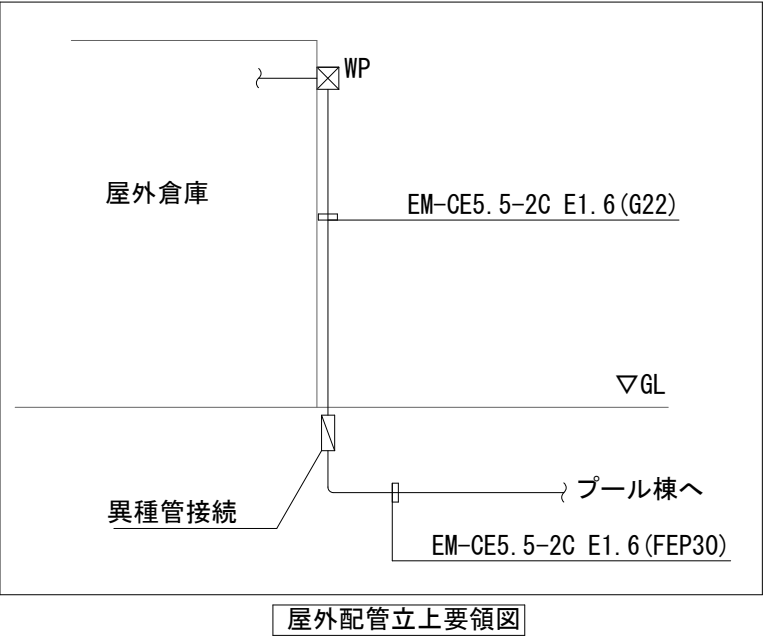 WP
屋外倉庫
EM-CE5.5-2C E1.6(G22)
▽GL
プール棟へ
異種管接続
EM-CE5.5-2C E1.6(FEP30)
屋外配管立上要領図